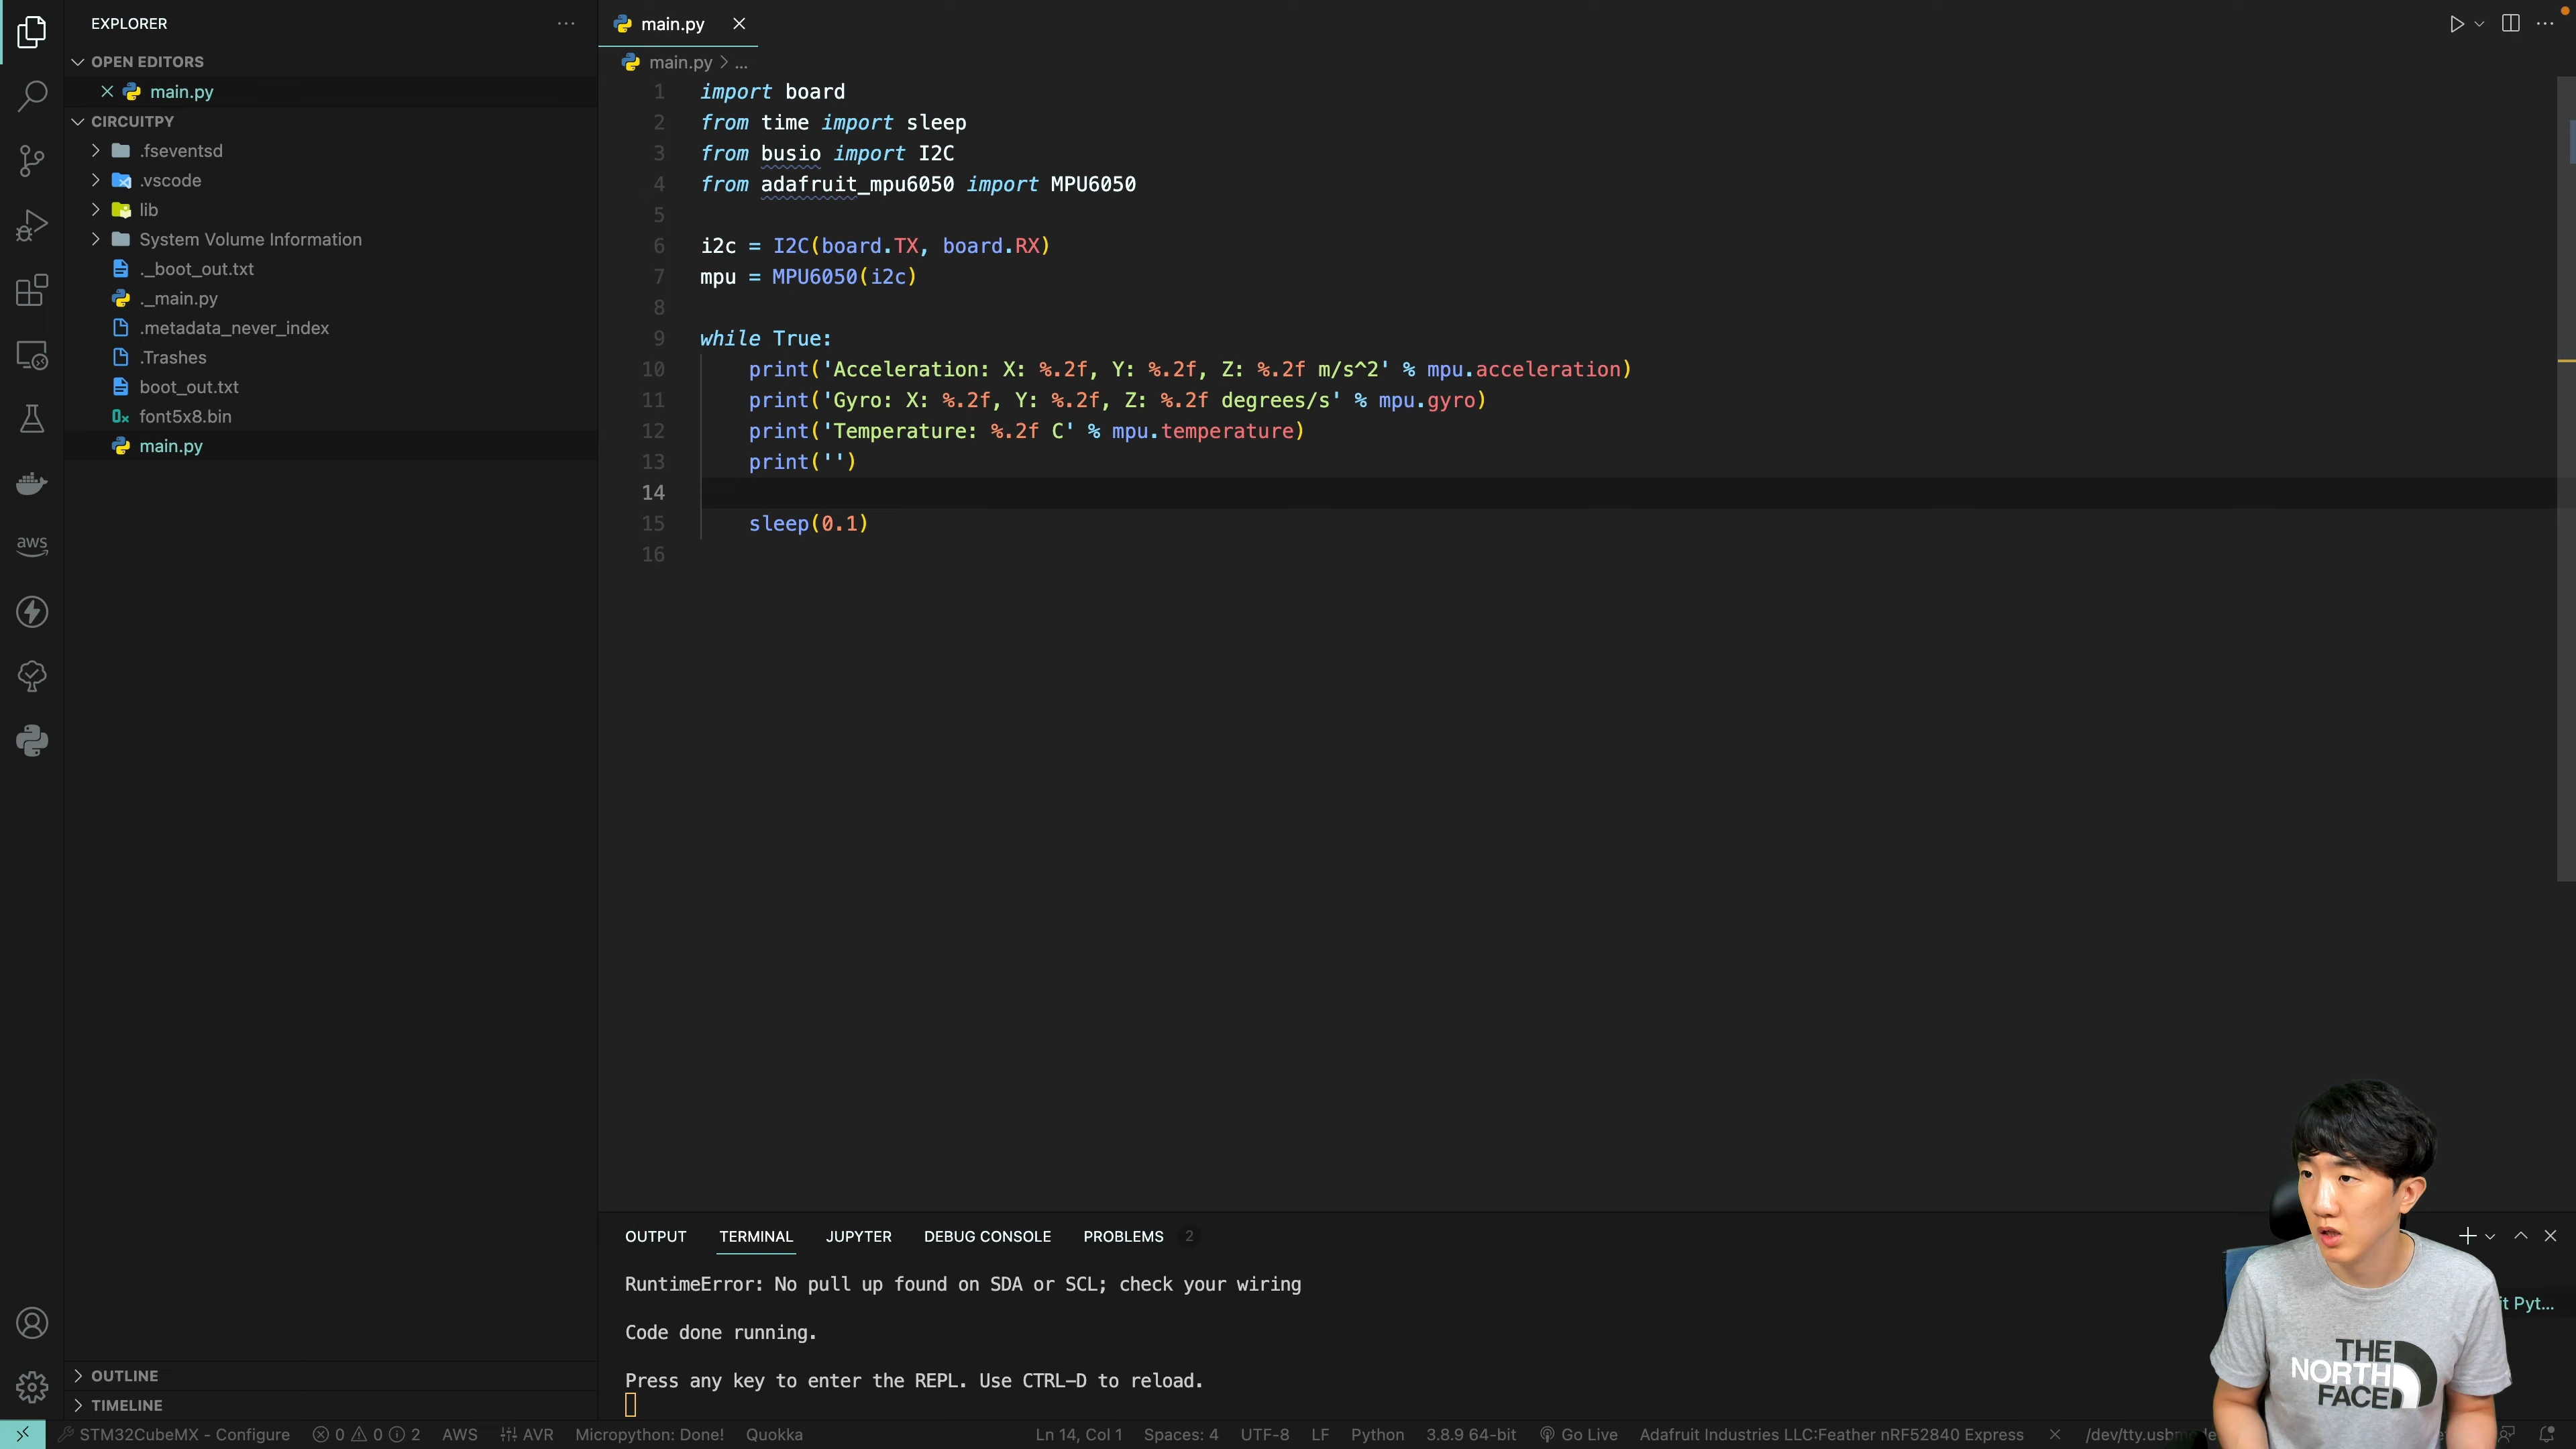 EXPLORER
OPEN EDITORS
main.py
CIRCUITPY
.fseventsd
.vscode
lib
System Volume Information
._boot_out.txt
._main.py
.metadata_never_index
.Trashes
boot_out.txt
font5x8.bin
main.py
OUTLINE
TIMELINE
aws
main.py
main.py > ...
1 import board
2 from time import sleep
3 from busio import I2C
4 from adafruit_mpu6050 import MPU6050
5
6 i2c = I2C(board.TX, board.RX)
7 mpu = MPU6050(i2c)
8
9 while True:
10 print('Acceleration: X: %.2f, Y: %.2f, Z: %.2f m/s^2' % mpu.acceleration)
11 print('Gyro: X: %.2f, Y: %.2f, Z: %.2f degrees/s' % mpu.gyro)
12 print('Temperature: %.2f C' % mpu.temperature)
13 print('')
14
15 sleep(0.1)
16
OUTPUT TERMINAL JUPYTER DEBUG CONSOLE PROBLEMS 2
RuntimeError: No pull up found on SDA or SCL; check your wiring
Code done running.
Press any key to enter the REPL. Use CTRL-D to reload.
THE
NORTH
FACE
STM32CubeMX - Configure 0 0 2 AWS AVR Micropython: Done! Quokka Ln 14, Col 1 Spaces: 4 UTF-8 LF Python 3.8.9 64-bit Go Live Adafruit Industries LLC:Feather nRF52840 Express